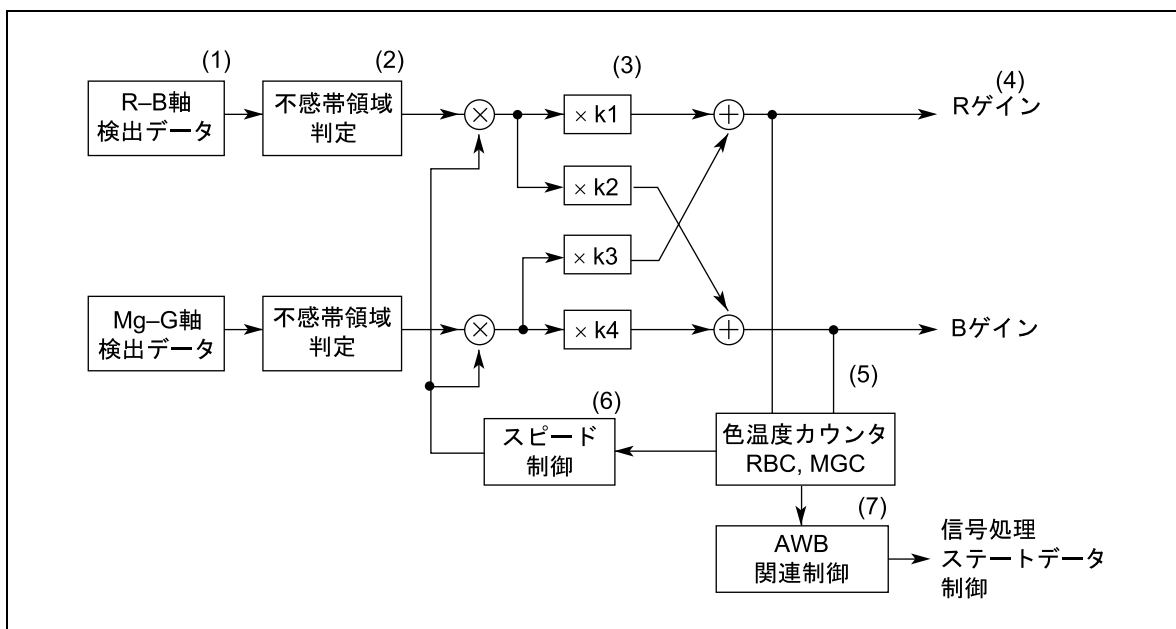 (1)
R–B軸
検出データ
(2)
不感帯領域
判定
×
(3)
× k1
+
(4)
Rゲイン
× k2
× k3
Mg–G軸
検出データ
不感帯領域
判定
×
× k4
+
Bゲイン
(5)
(6)
スピード
制御
色温度カウンタ
RBC, MGC
(7)
AWB
関連制御
信号処理
ステートデータ
制御